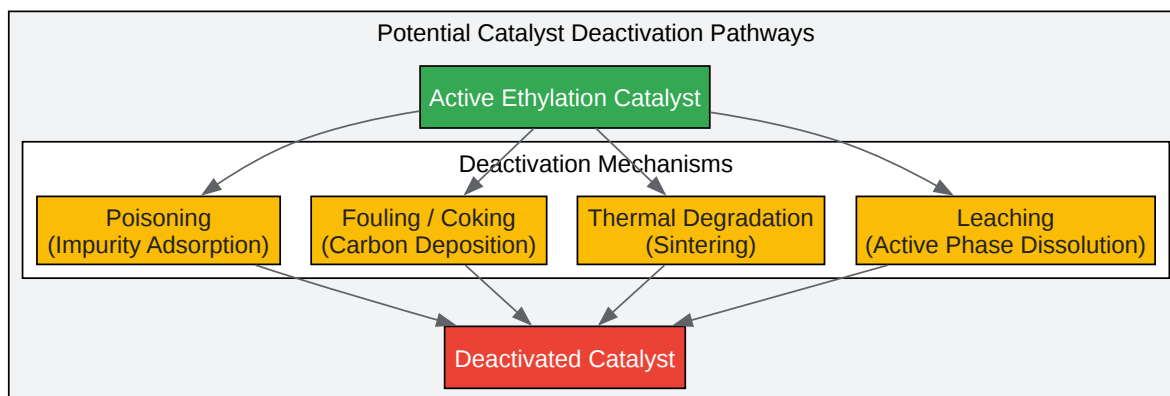 Potential Catalyst Deactivation Pathways
Active Ethylation Catalyst
Deactivation Mechanisms
Poisoning
(Impurity Adsorption)
Fouling / Coking
(Carbon Deposition)
Thermal Degradation
(Sintering)
Leaching
(Active Phase Dissolution)
Deactivated Catalyst